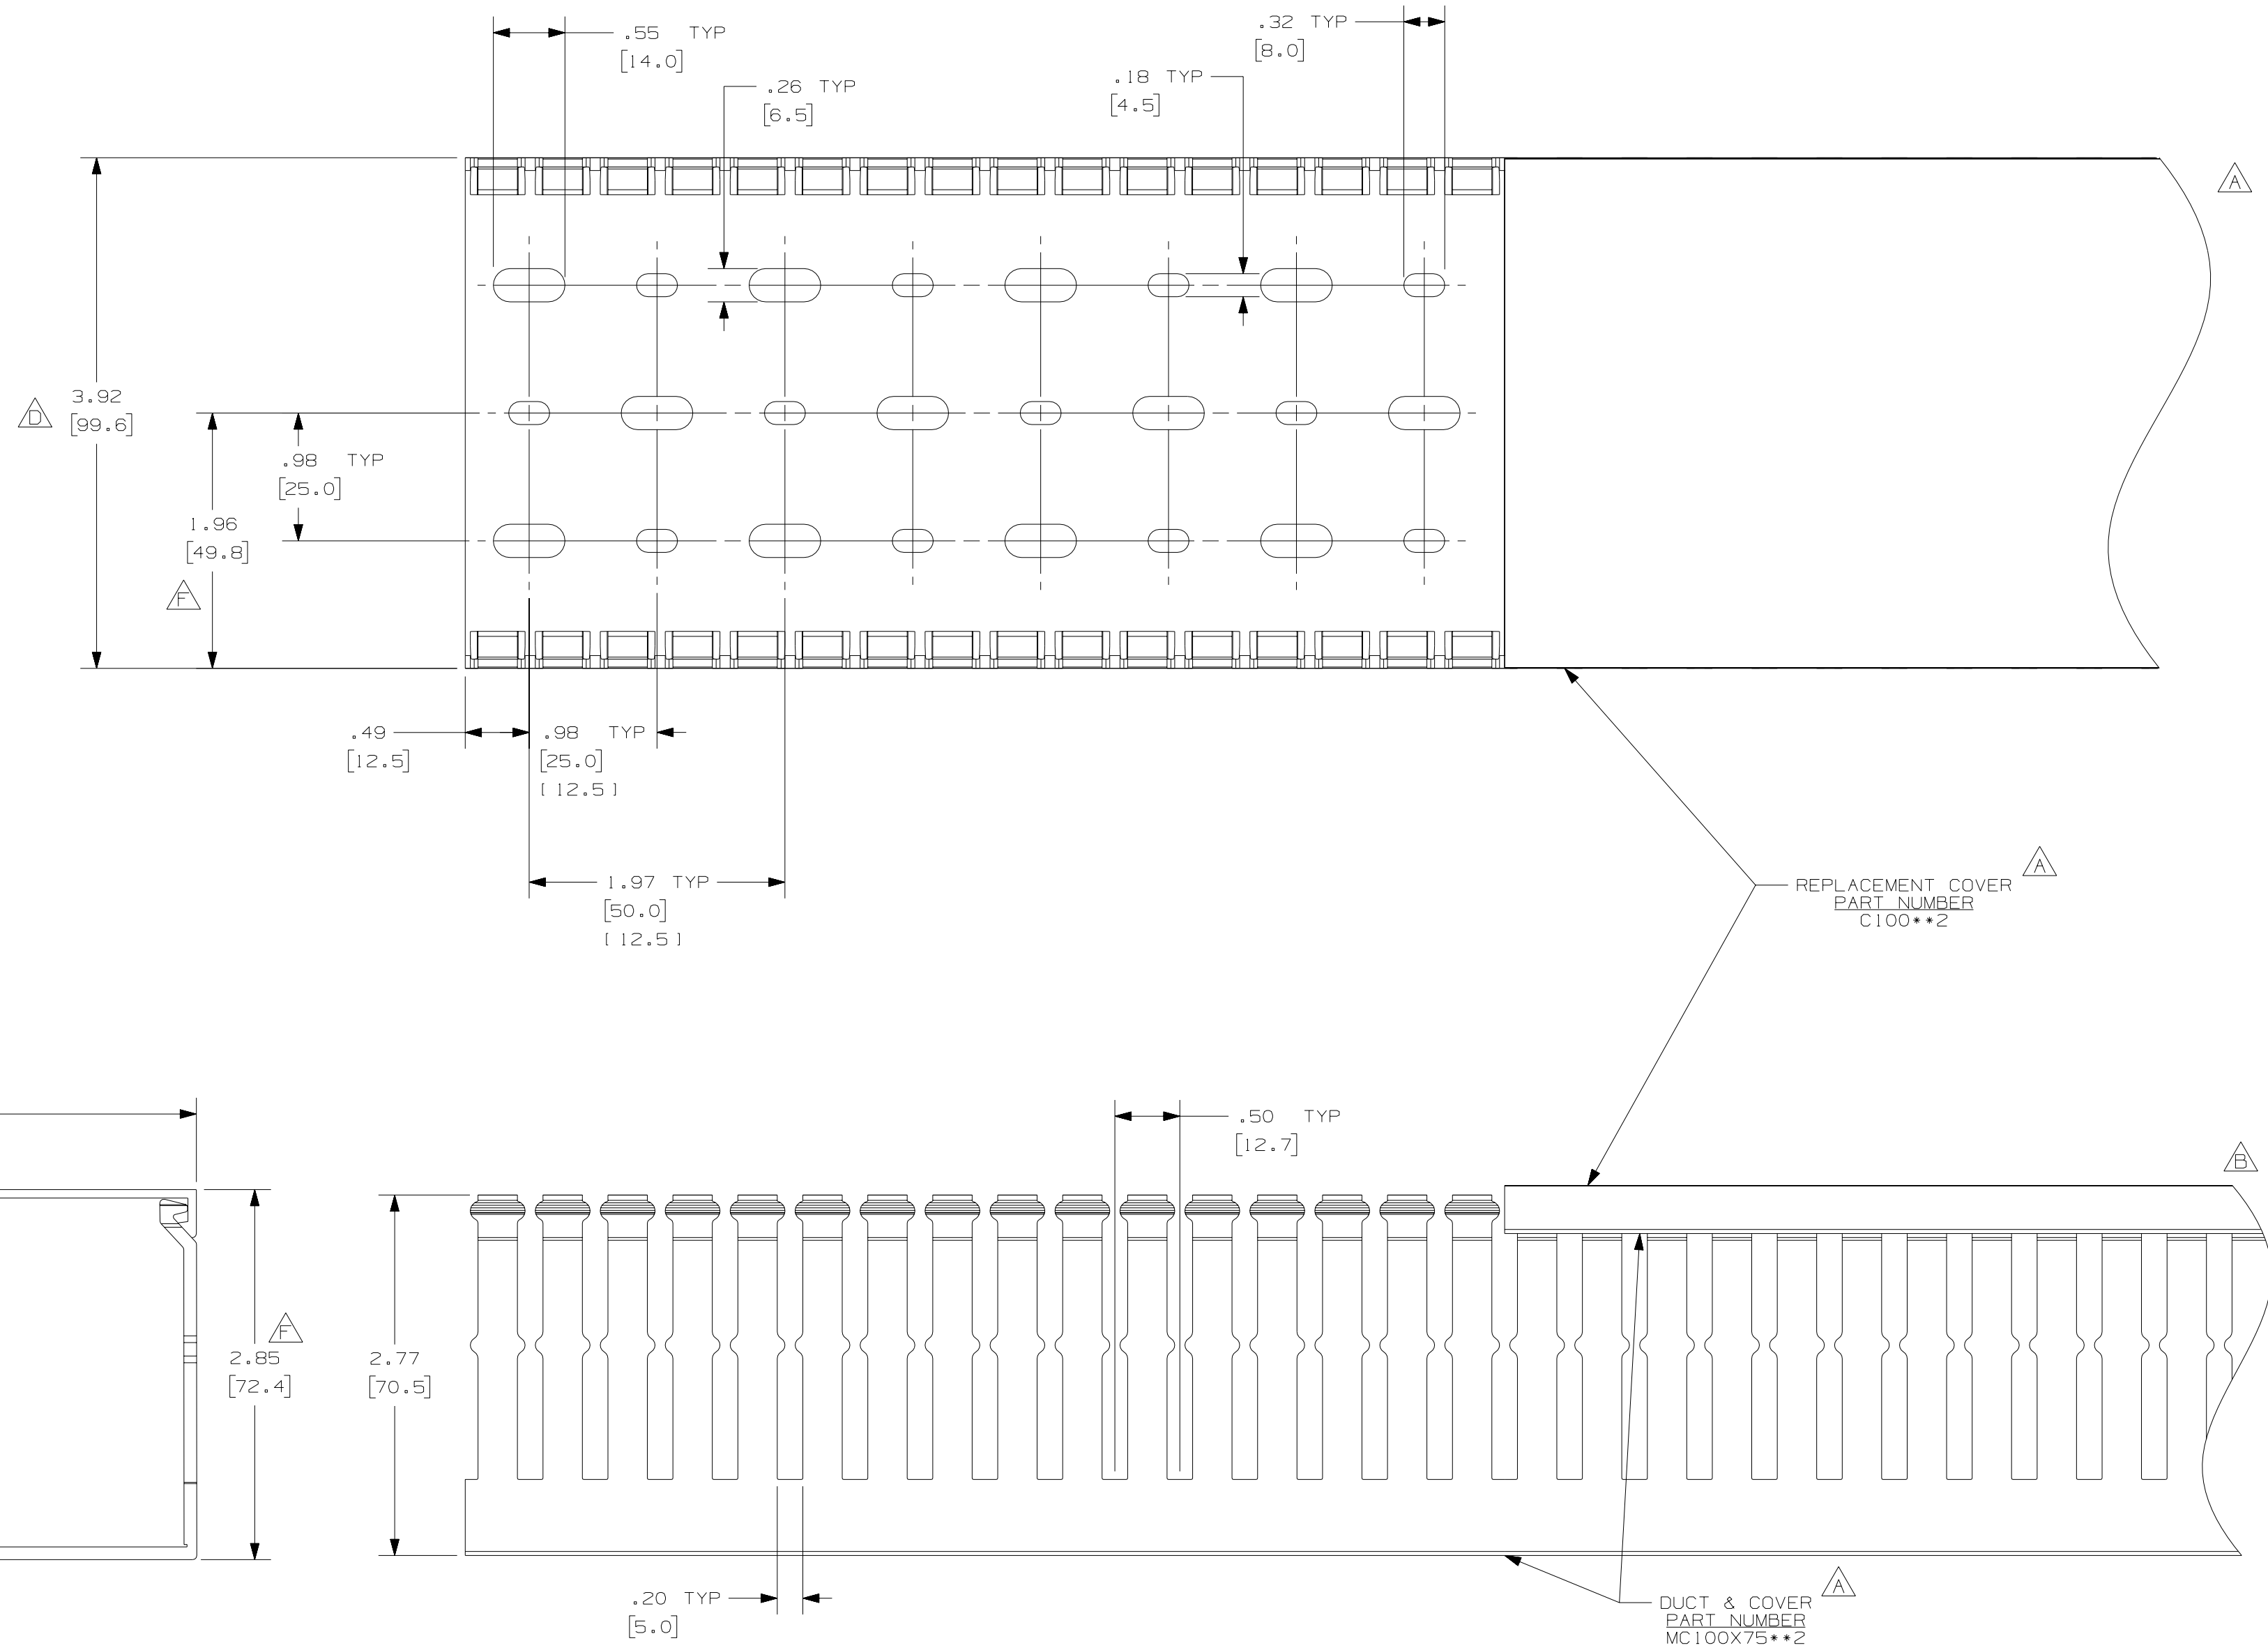 .55 TYP
[14.0]
.32 TYP
[8.0]
.26 TYP
[6.5]
.18 TYP
[4.5]
A
3.92
[99.6]
D
.98 TYP
[25.0]
1.96
[49.8]
F
.49
[12.5]
.98 TYP
[25.0]
[12.5]
1.97 TYP
[50.0]
[12.5]
REPLACEMENT COVER
PART NUMBER
C100**2
A
.50 TYP
[12.7]
B
F
2.85
[72.4]
2.77
[70.5]
.20 TYP
[5.0]
DUCT & COVER
PART NUMBER
MC100X75**2
A